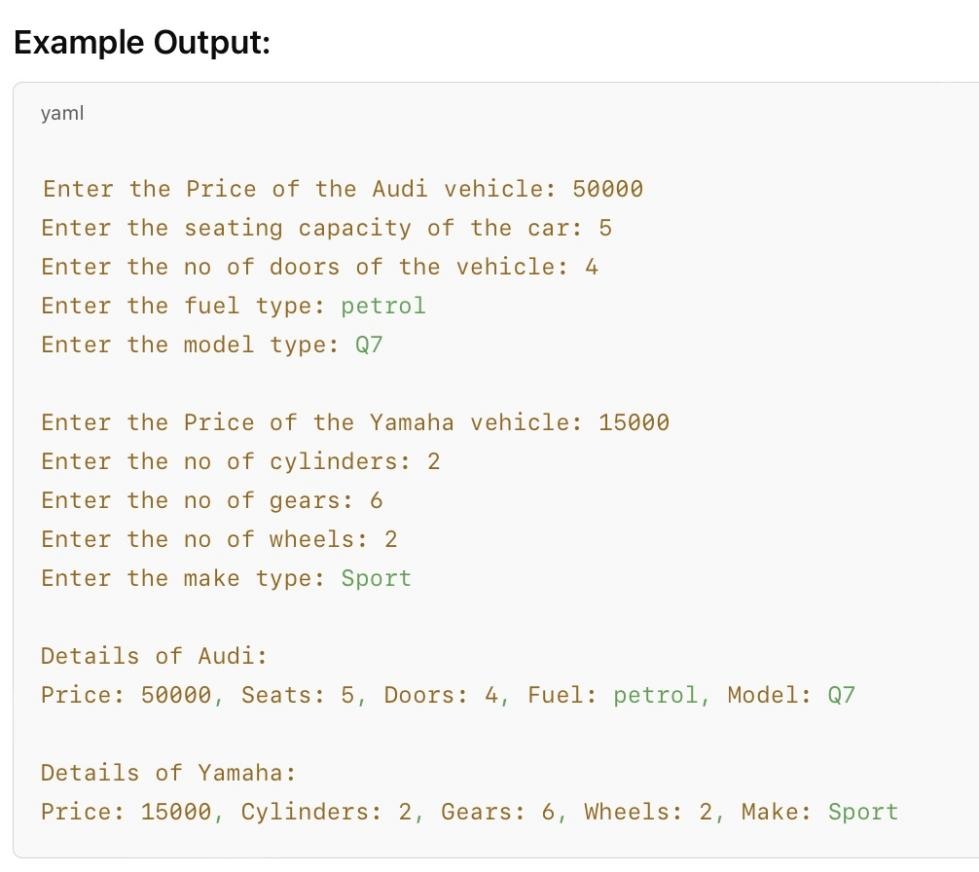 Example Output:
yaml
Enter the Price of the Audi vehicle: 50000
Enter the seating capacity of the car: 5
Enter the no of doors of the vehicle: 4
Enter the fuel type: petrol
Enter the model type: Q7
Enter the Price of the Yamaha vehicle: 15000
Enter the no of cylinders: 2
Enter the no of gears: 6
Enter the no of wheels: 2
Enter the make type: Sport
Details of Audi:
Price: 50000, Seats: 5, Doors: 4, Fuel: petrol, Model: Q7
Details of Yamaha:
Price: 15000, Cylinders: 2, Gears: 6, Wheels: 2, Make: Sport